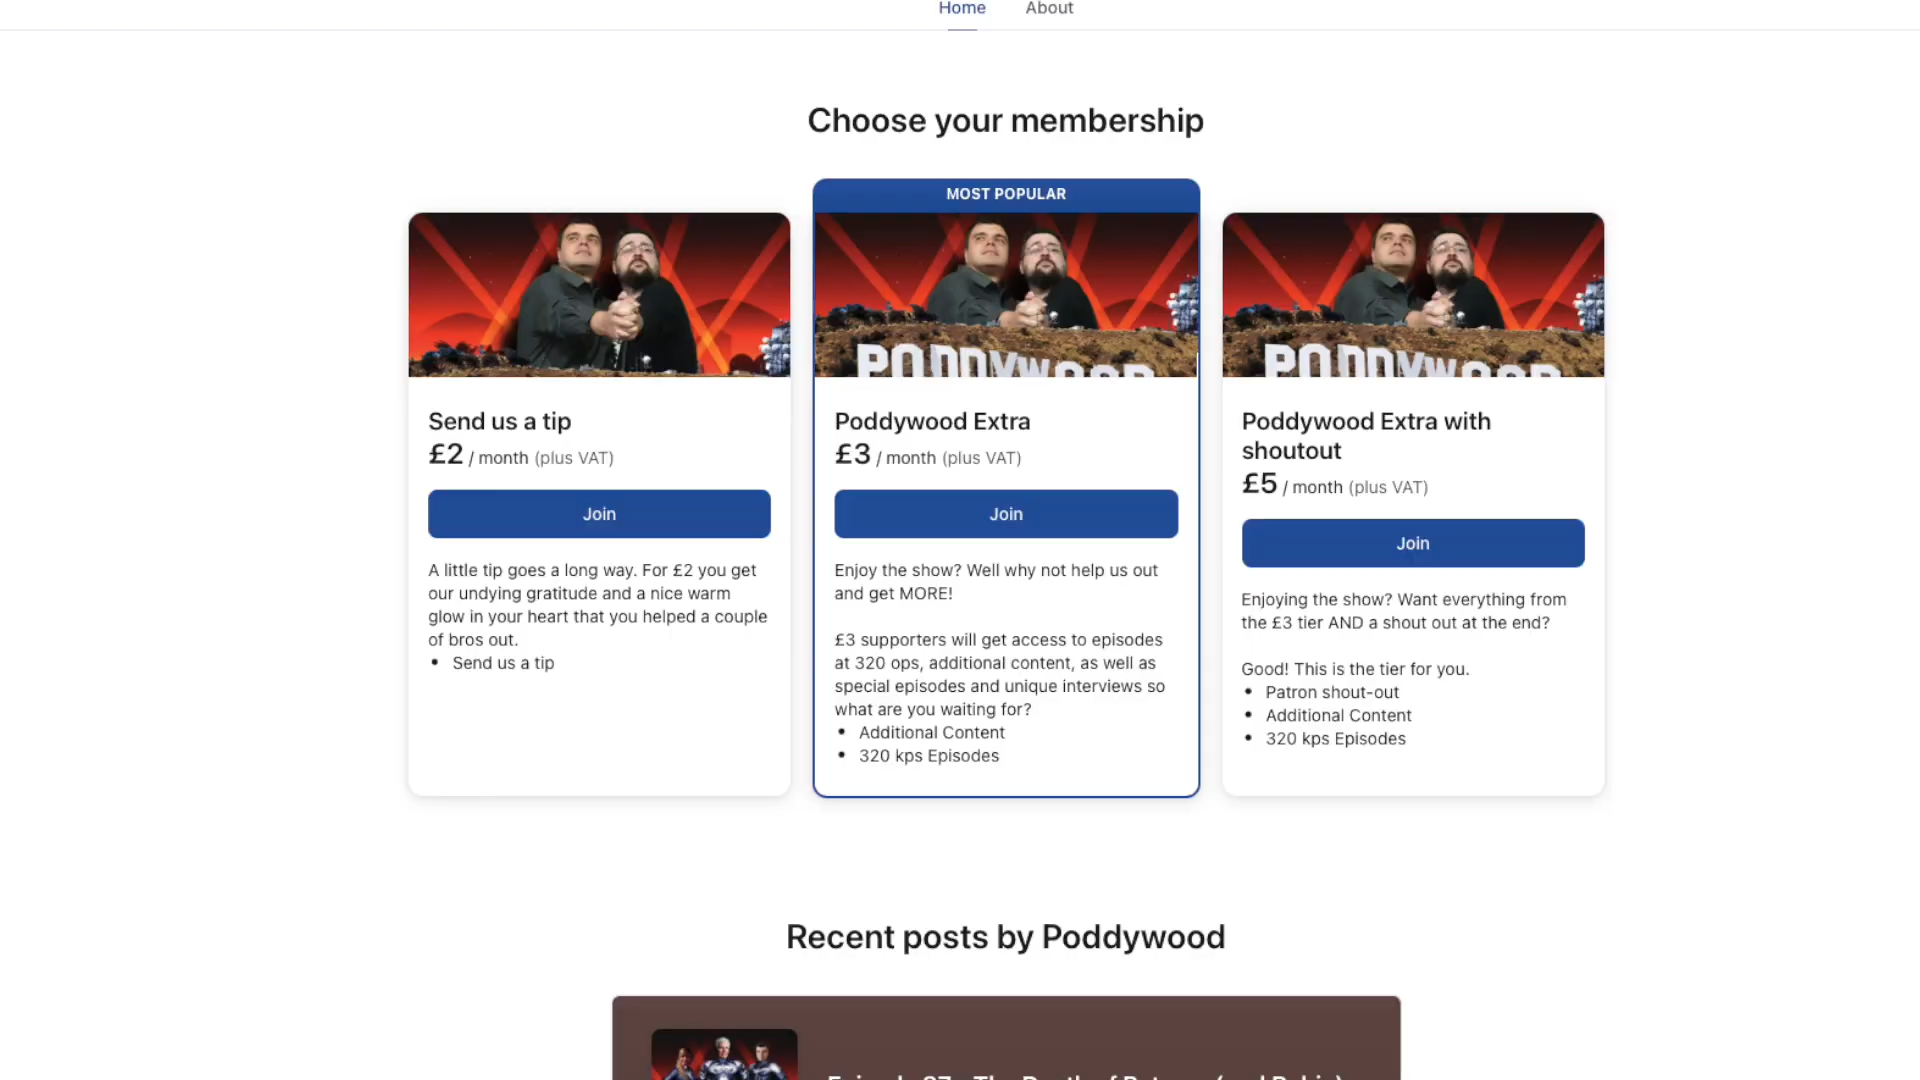 Home About
Choose your membership
MOST POPULAR
PODDYWOOD
PODDYWOOD
Send us a tip
£2 / month (plus VAT)
Join
A little tip goes a long way. For £2 you get
our undying gratitude and a nice warm
glow in your heart that you helped a couple
of bros out.
• Send us a tip
Poddywood Extra
£3 / month (plus VAT)
Join
Enjoy the show? Well why not help us out
and get MORE!
£3 supporters will get access to episodes
at 320 ops, additional content, as well as
special episodes and unique interviews so
what are you waiting for?
• Additional Content
• 320 kps Episodes
Poddywood Extra with
shoutout
£5 / month (plus VAT)
Join
Enjoying the show? Want everything from
the £3 tier AND a shout out at the end?
Good! This is the tier for you.
• Patron shout-out
• Additional Content
• 320 kps Episodes
Recent posts by Poddywood
The Death of